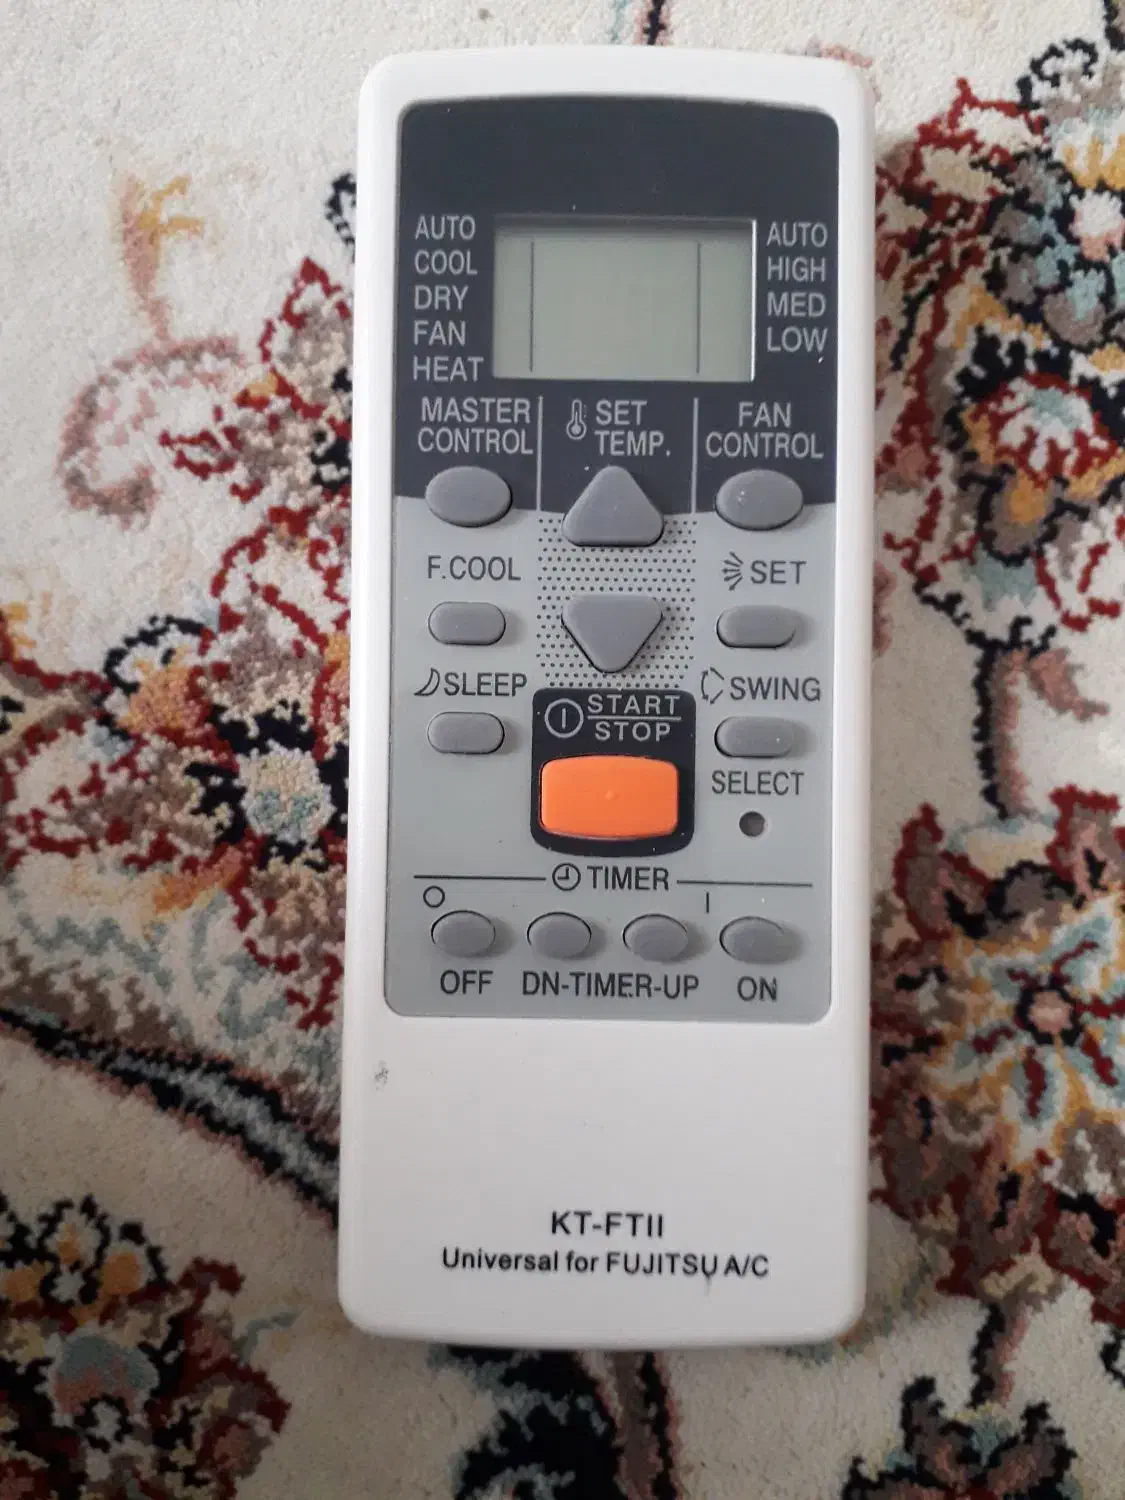 AUTO
COOL
DRY
FAN
HEAT
AUTO
HIGH
MED
LOW
MASTER
CONTROL
SET
TEMP.
FAN
CONTROL
F.COOL
SET
SLEEP
SWING
START
STOP
SELECT
TIMER
OFF
DN-TIMER-UP
ON
KT-FTII
Universal for FUJITSU A/C